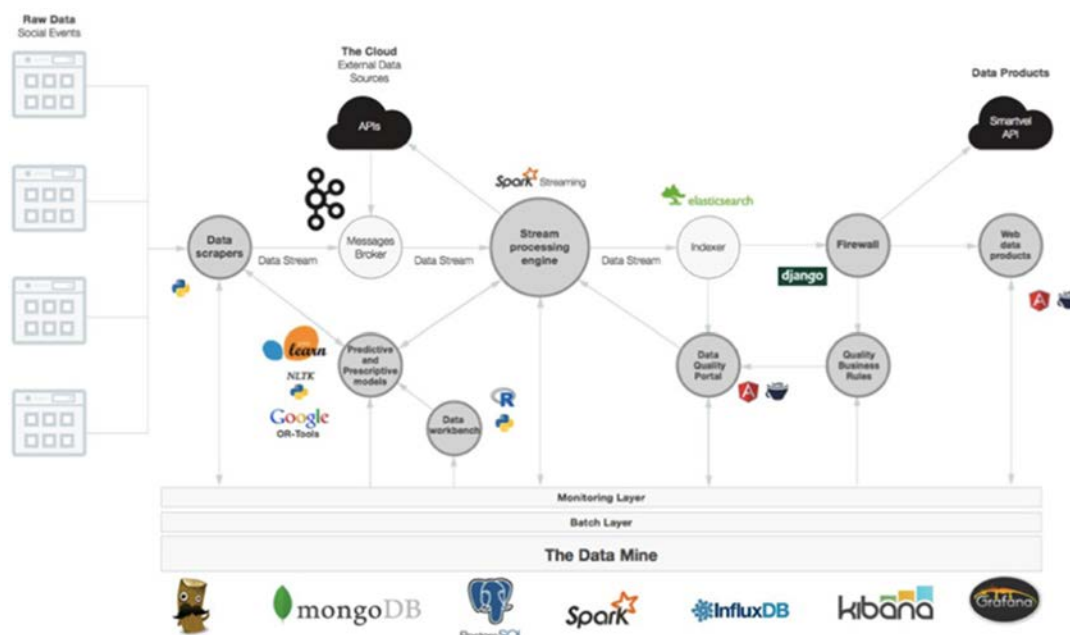 Raw Data
Social Events
The Cloud
External Data
Sources
APIs
Data Products
Smartvel
API
Spark Streaming
elasticsearch
Data
scrapers
Data Stream
Messages
Broker
Data Stream
Stream
processing
engine
Data Stream
Indexer
Firewall
Web
data
products
django
learn
NLTK
Google
OR-Tools
Predictive and
Prescriptive
models
R
Data
workbench
Data
Quality
Portal
Quality
Business
Rules
Monitoring Layer
Batch Layer
The Data Mine
mongoDB
Spark
InfluxDB
kibana
Grafana